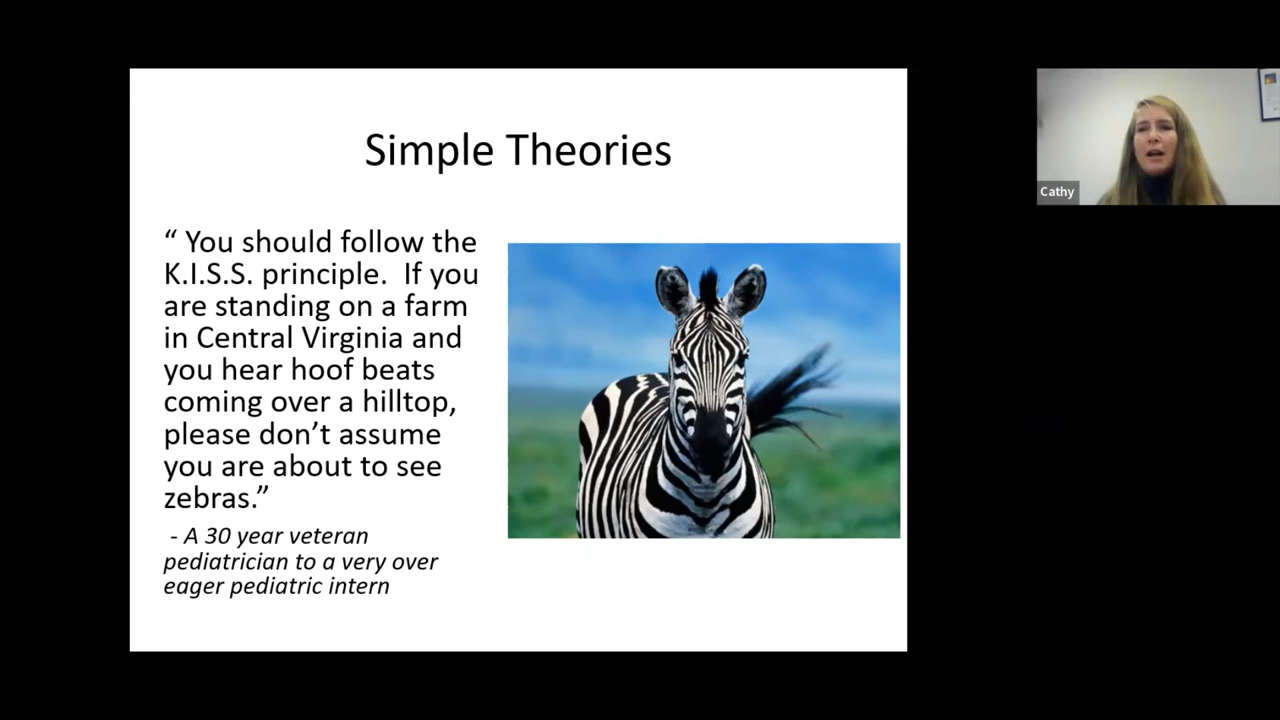 Simple Theories
“ You should follow the
K.I.S.S. principle.  If you
are standing on a farm
in Central Virginia and
you hear hoof beats
coming over a hilltop,
please don’t assume
you are about to see
zebras.”
- A 30 year veteran
pediatrician to a very over
eager pediatric intern
Cathy